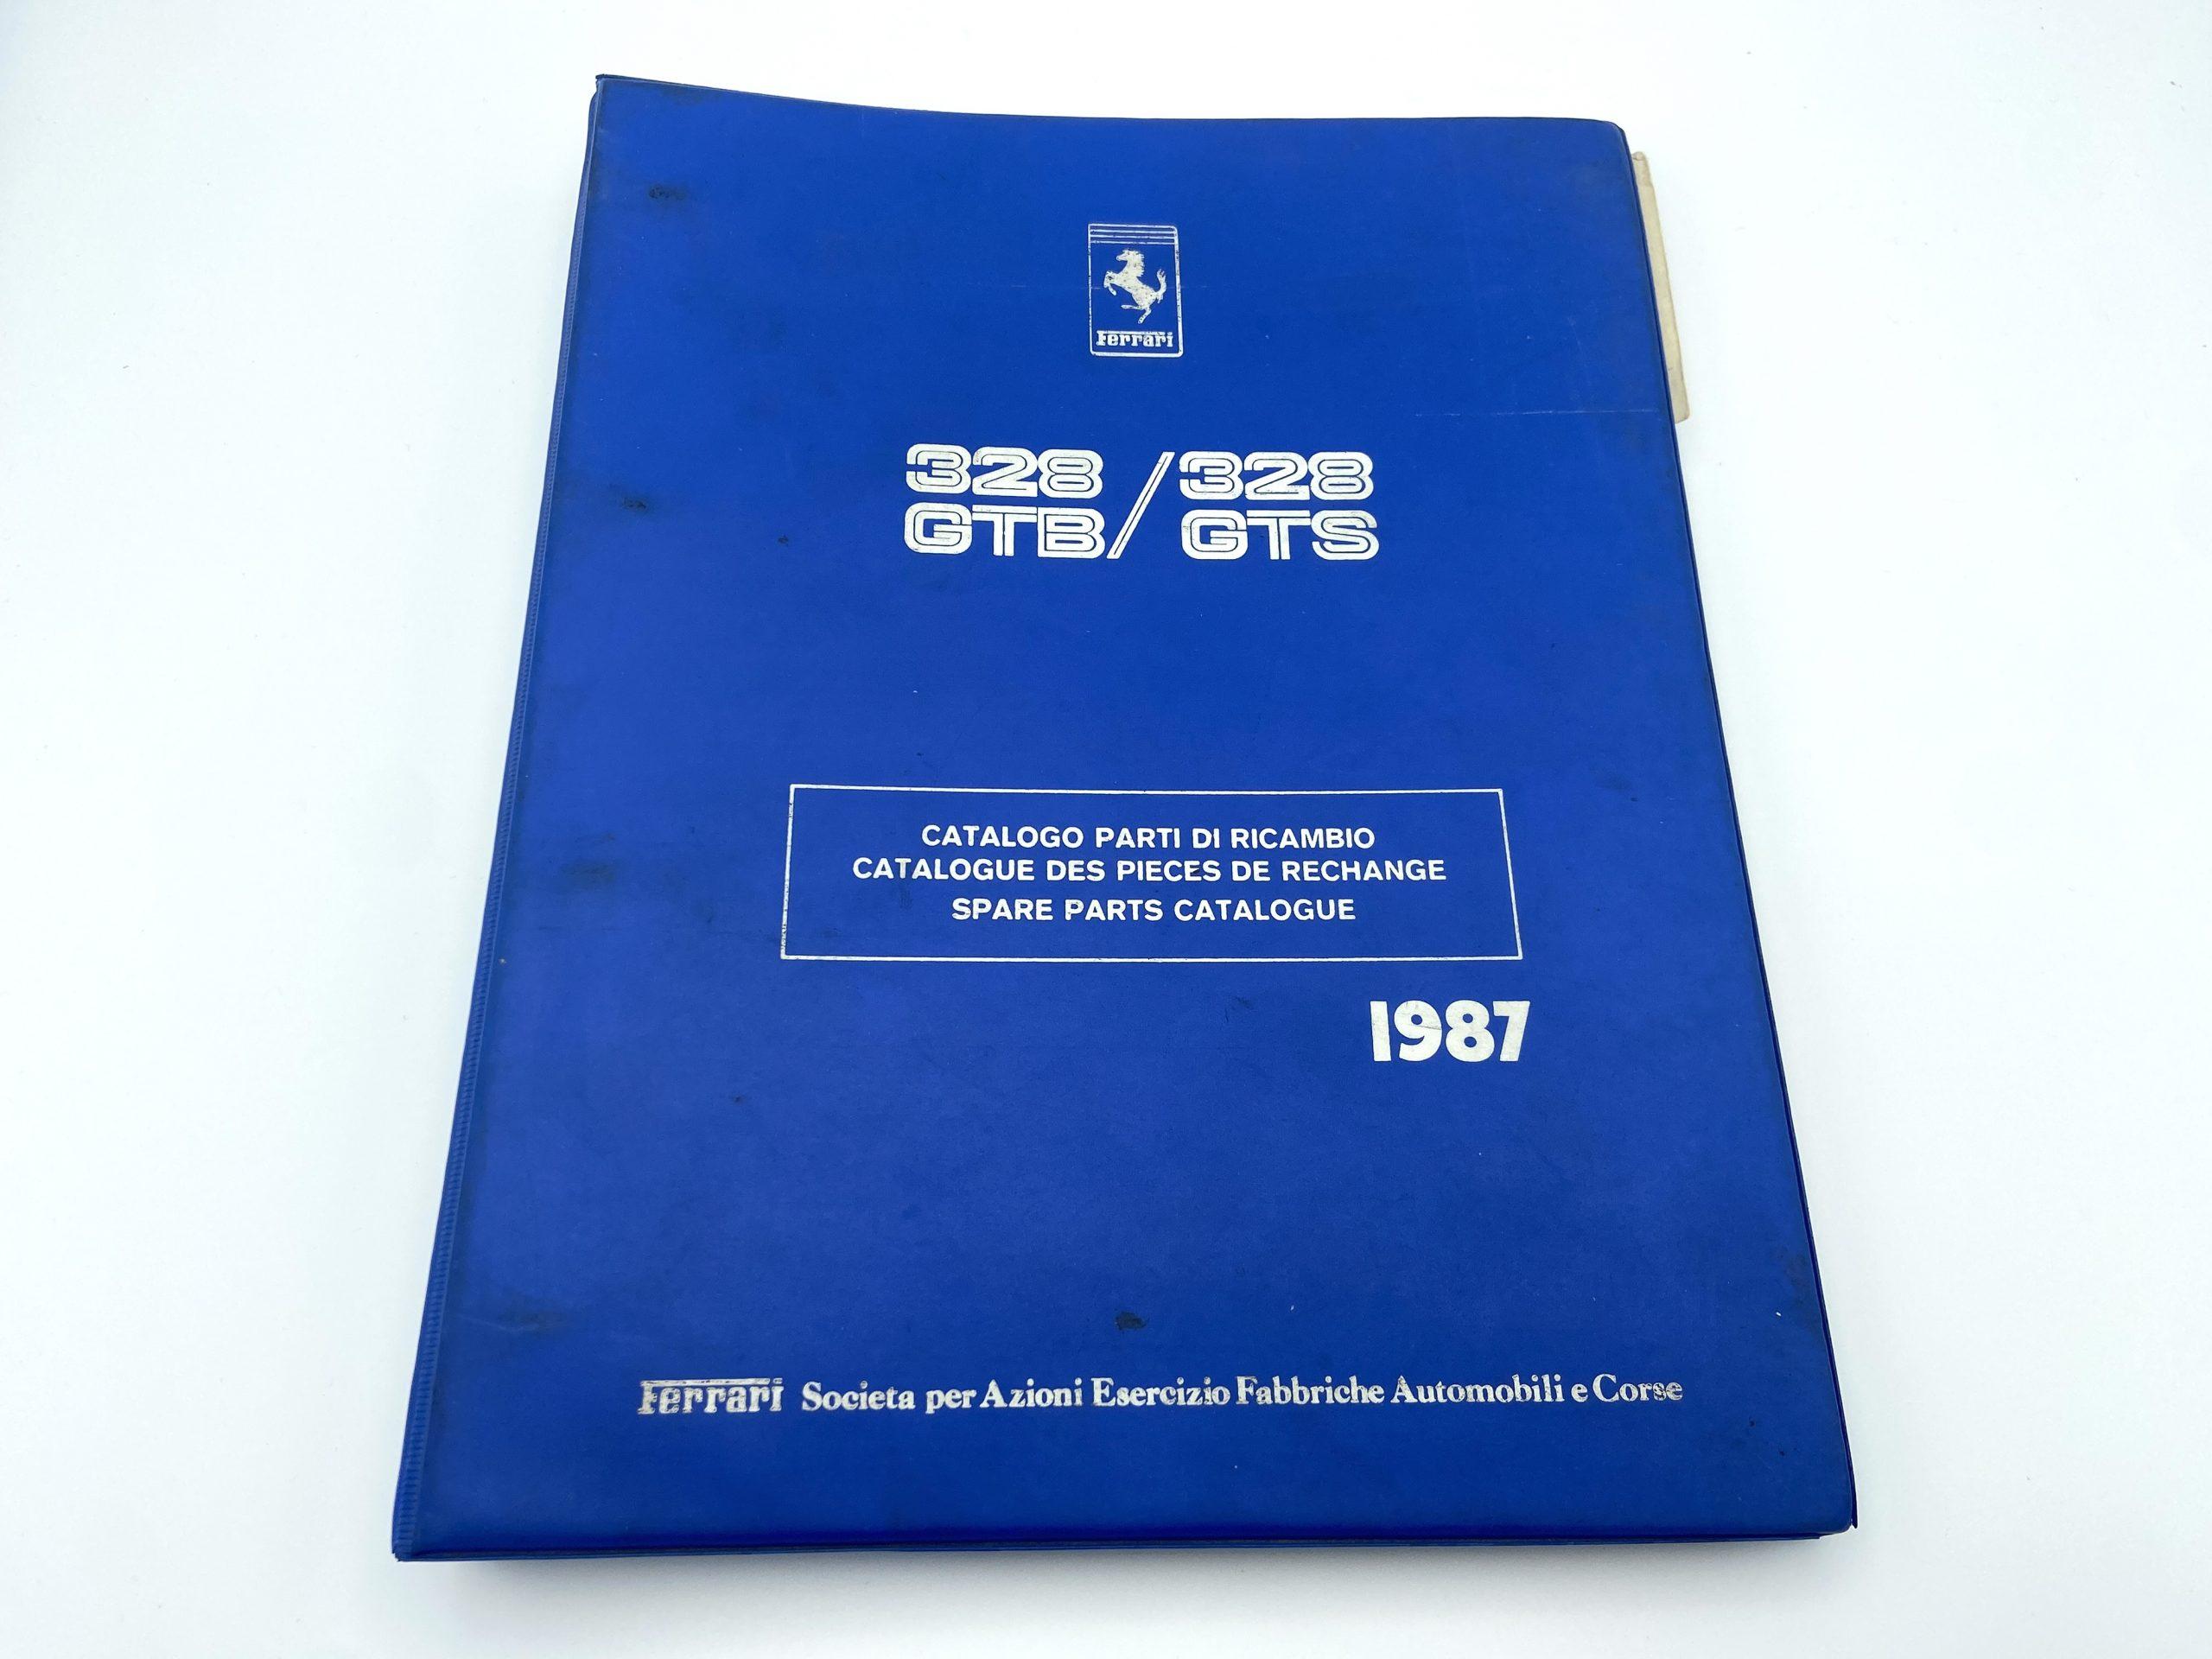 Ferrari
328 / 328
GTB / GTS
CATALOGO PARTI DI RICAMBIO
CATALOGUE DES PIECES DE RECHANGE
SPARE PARTS CATALOGUE
1987
Ferrari Societa per Azioni Esercizio Fabbriche Automobili e Corse